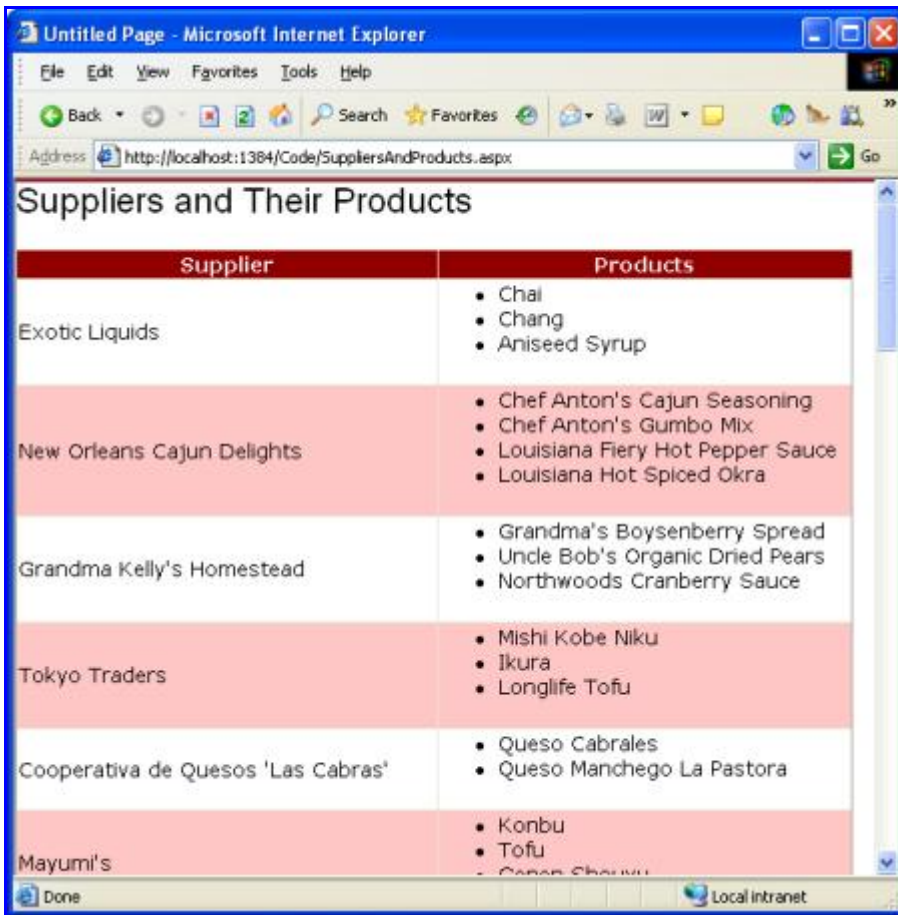 Untitled Page - Microsoft Internet Explorer
File Edit View Favorites Tools Help
Back Search Favorites
Address http://localhost:1384/Code/SuppliersAndProducts.aspx Go
Suppliers and Their Products
Supplier Products
Exotic Liquids
• Chai
• Chang
• Aniseed Syrup
New Orleans Cajun Delights
• Chef Anton's Cajun Seasoning
• Chef Anton's Gumbo Mix
• Louisiana Fiery Hot Pepper Sauce
• Louisiana Hot Spiced Okra
Grandma Kelly's Homestead
• Grandma's Boysenberry Spread
• Uncle Bob's Organic Dried Pears
• Northwoods Cranberry Sauce
Tokyo Traders
• Mishi Kobe Niku
• Ikura
• Longlife Tofu
Cooperativa de Quesos 'Las Cabras'
• Queso Cabrales
• Queso Manchego La Pastora
Mayumi's
• Konbu
• Tofu
Done Local intranet